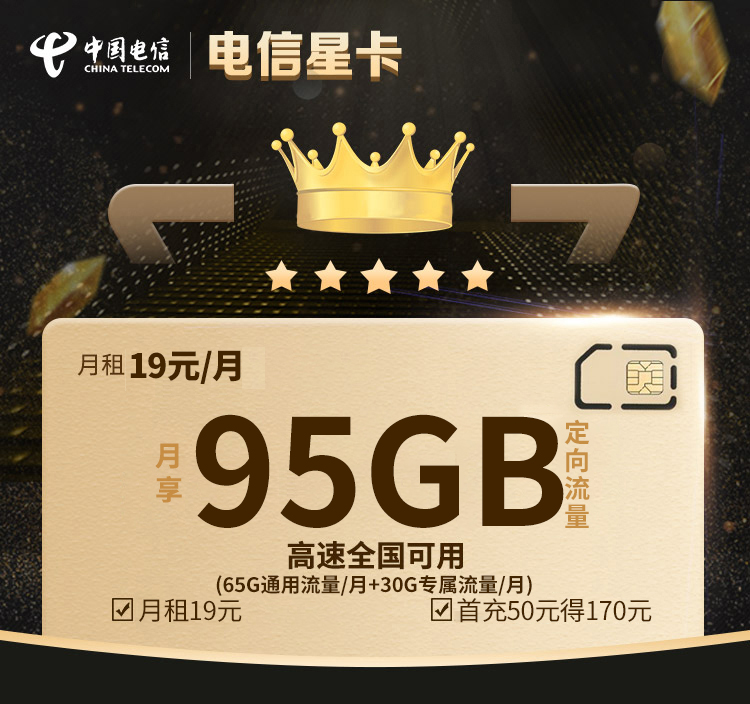 中国电信
CHINA TELECOM
电信星卡
月租 19元/月
月享
95GB
定向流量
高速全国可用
(65G通用流量/月+30G专属流量/月)
月租19元
首充50元得170元